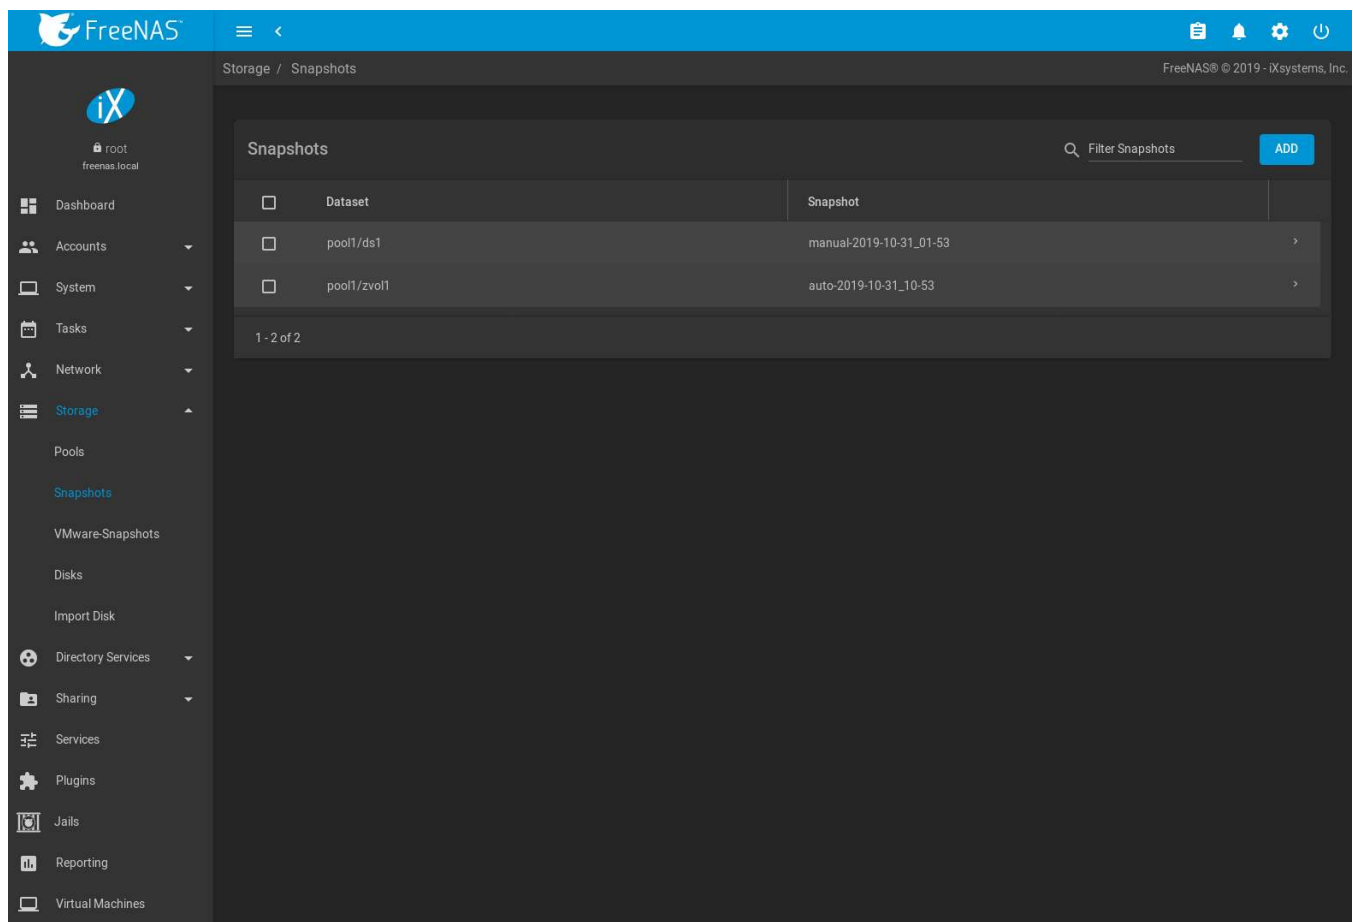 FreeNAS
Storage / Snapshots
FreeNAS® © 2019 - iXsystems, Inc.
iX
root
freenas.local
Dashboard
Accounts
System
Tasks
Network
Storage
Pools
Snapshots
VMware-Snapshots
Disks
Import Disk
Directory Services
Sharing
Services
Plugins
Jails
Reporting
Virtual Machines
Snapshots
Filter Snapshots
ADD
Dataset Snapshot
pool1/ds1 manual-2019-10-31_01-53
pool1/zvol1 auto-2019-10-31_10-53
1 - 2 of 2